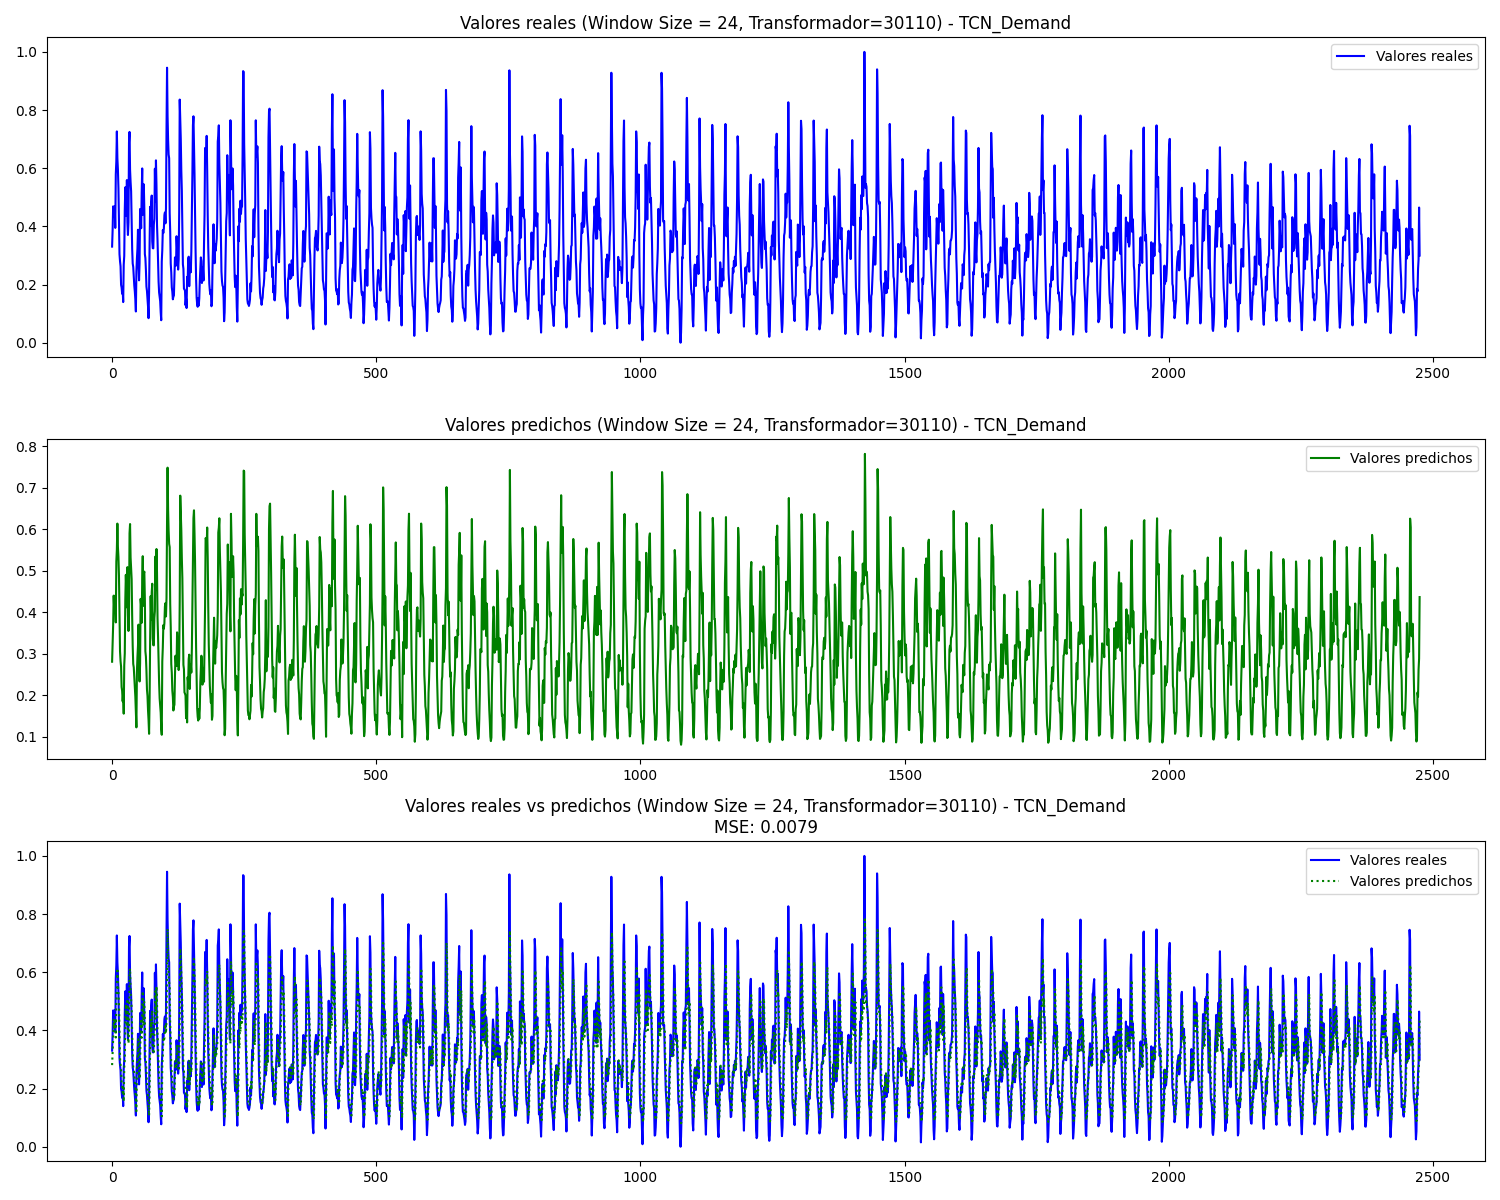 Valores reales (Window Size = 24, Transformador=30110) - TCN_Demand
Valores reales
1.0
0.8
0.6
0.4
0.2
0.0
0 500 1000 1500 2000 2500
Valores predichos (Window Size = 24, Transformador=30110) - TCN_Demand
Valores predichos
0.8
0.7
0.6
0.5
0.4
0.3
0.2
0.1
0 500 1000 1500 2000 2500
Valores reales vs predichos (Window Size = 24, Transformador=30110) - TCN_Demand
MSE: 0.0079
Valores reales
Valores predichos
1.0
0.8
0.6
0.4
0.2
0.0
0 500 1000 1500 2000 2500